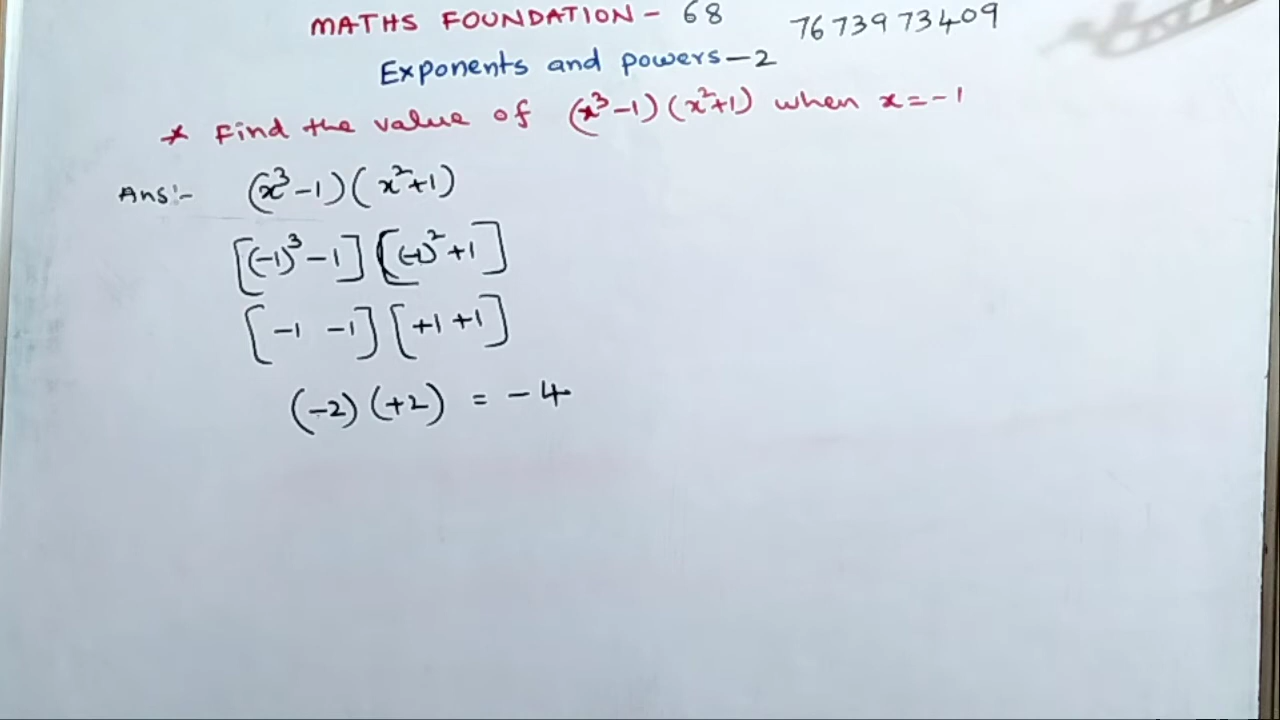 MATHS FOUNDATION - 68 7673973409
Exponents and powers-2
* Find the value of (x³-1)(x²+1) when x=-1
Ans:- (x³-1)(x²+1)
[(-1)³-1][(-1)²+1]
[-1 -1][+1 +1]
(-2)(+2) = -4